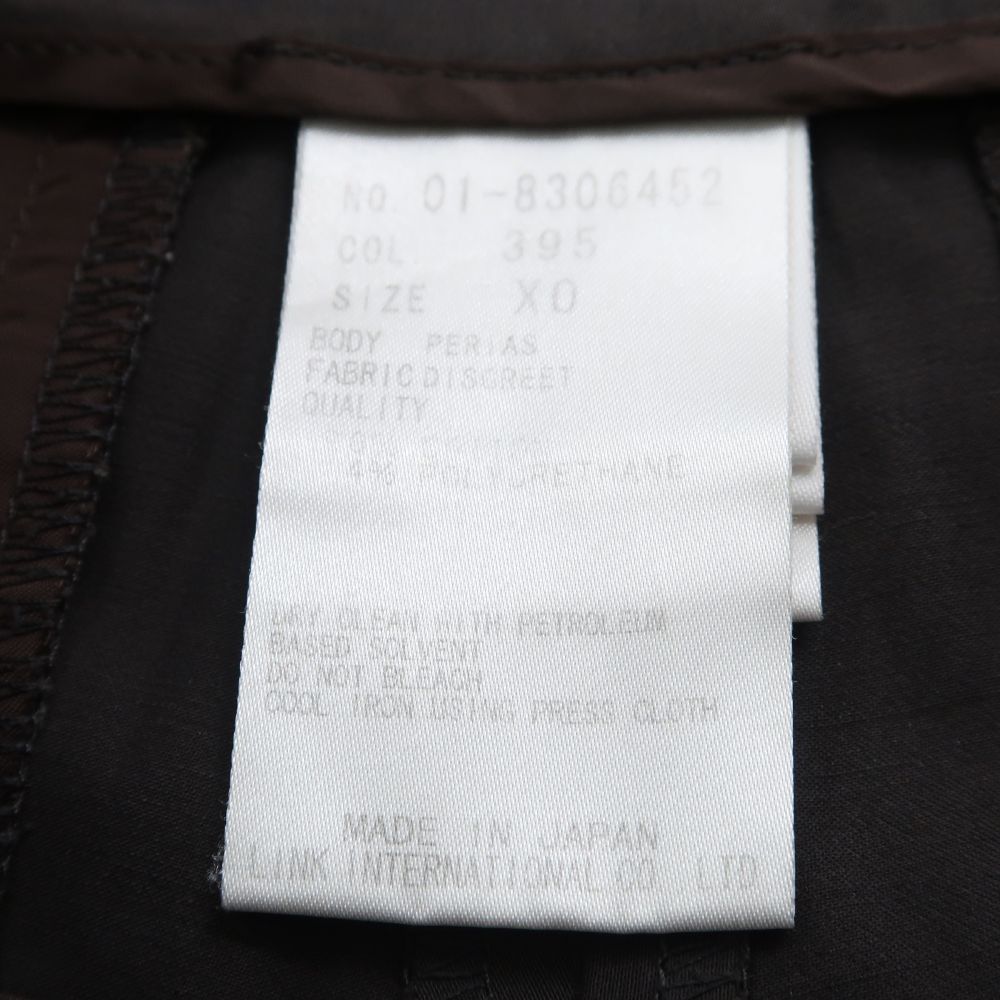 NO. 01-8306452
COL. 395
SIZE XO
BODY PERIAS
FABRIC DISCREET
QUALITY
4% POLYURETHANE
DRY CLEAN WITH PETROLEUM
BASED SOLVENT
DO NOT BLEACH
COOL IRON USING PRESS CLOTH
MADE IN JAPAN
LINK INTERNATIONAL CO., LTD